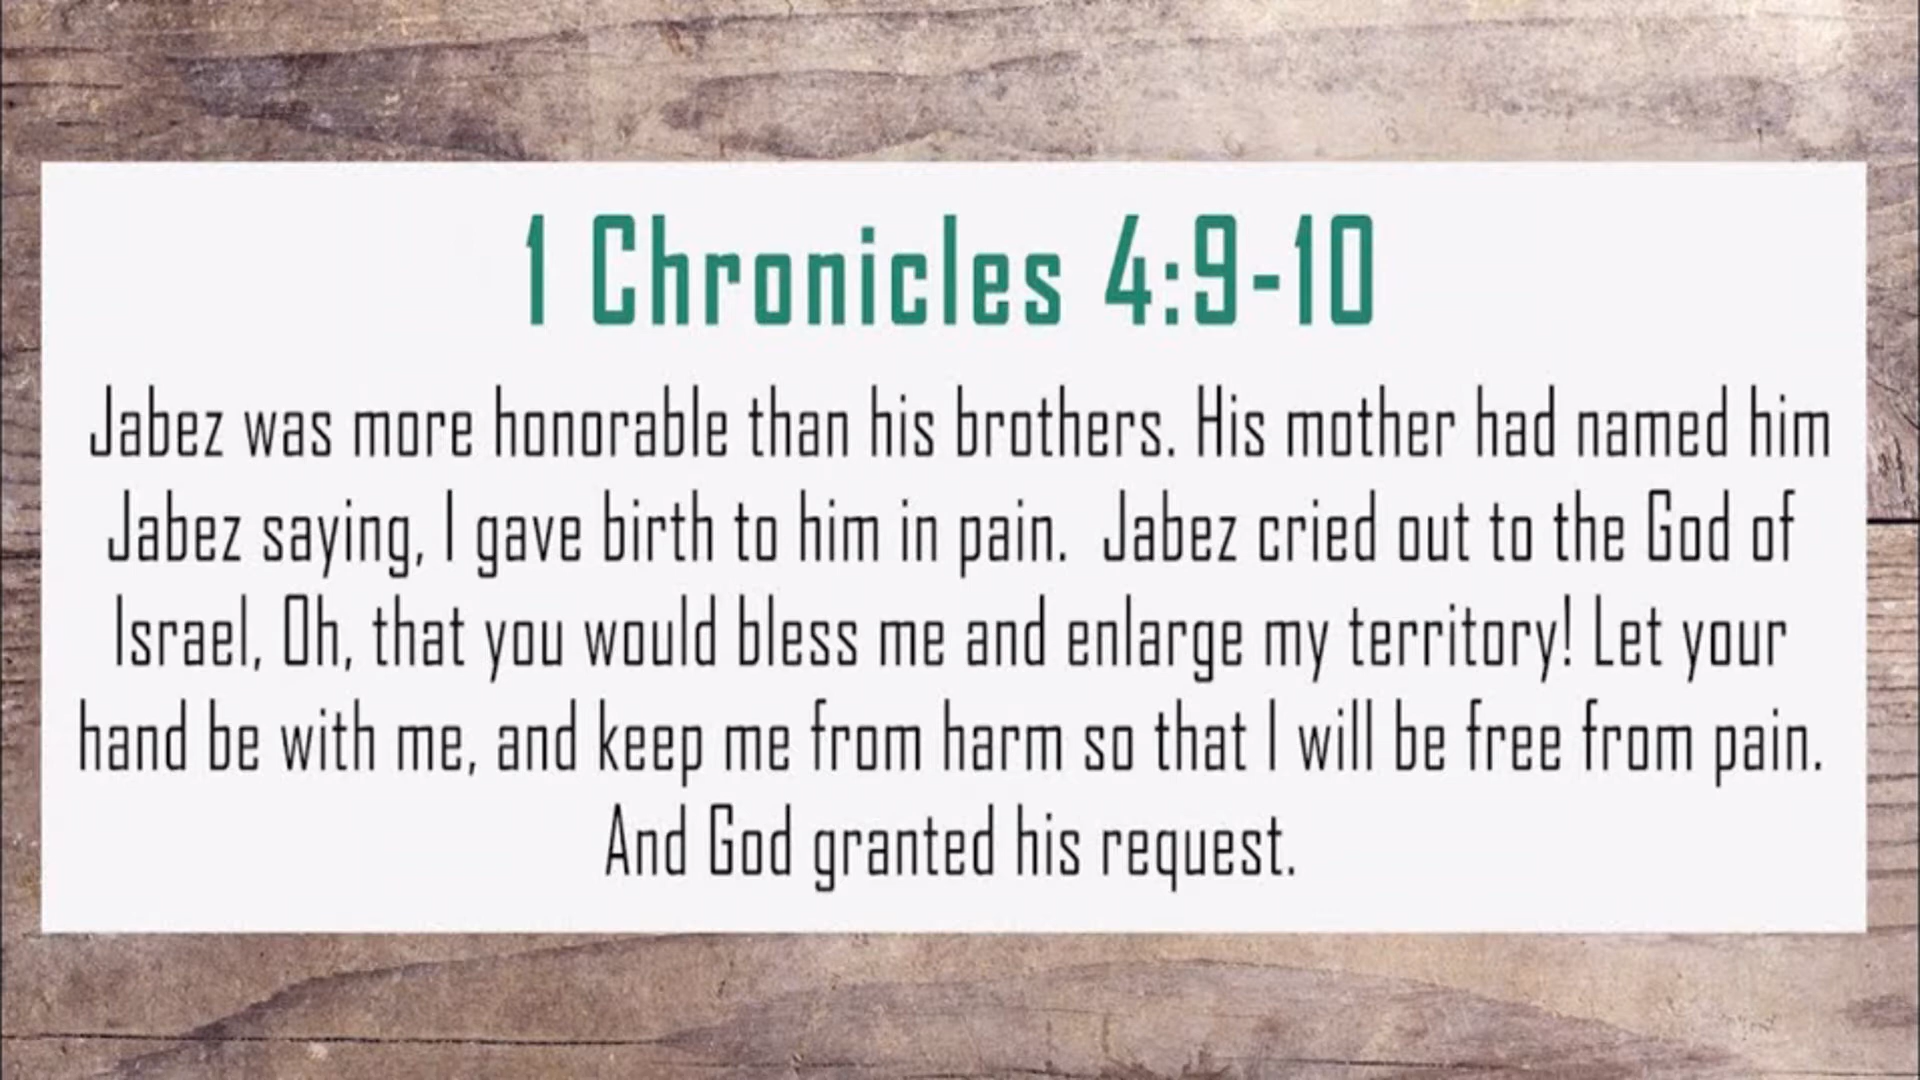 1 Chronicles 4:9-10
Jabez was more honorable than his brothers. His mother had named him
Jabez saying, I gave birth to him in pain.  Jabez cried out to the God of
Israel, Oh, that you would bless me and enlarge my territory! Let your
hand be with me, and keep me from harm so that I will be free from pain.
And God granted his request.